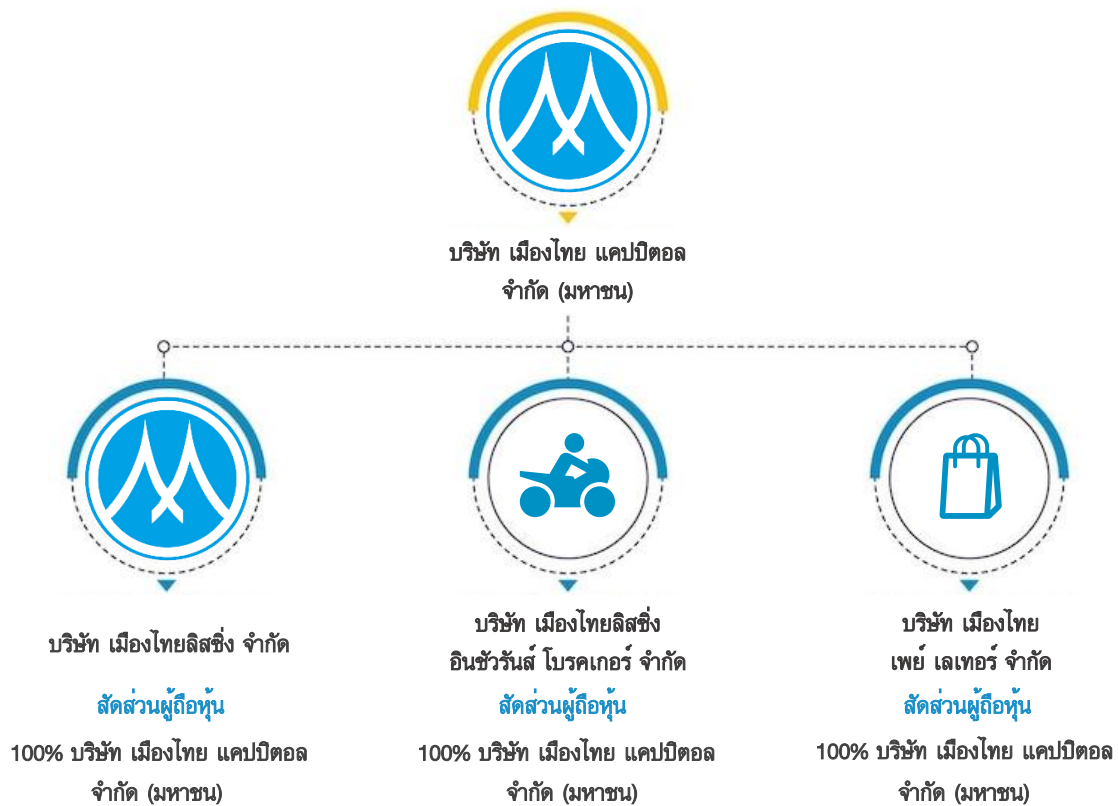 บริษัท เมืองไทย แคปปิตอล
จำกัด (มหาชน)
บริษัท เมืองไทยลิสซิ่ง จำกัด
สัดส่วนผู้ถือหุ้น
100% บริษัท เมืองไทย แคปปิตอล
จำกัด (มหาชน)
บริษัท เมืองไทยลิสซิ่ง
อินชัวรันส์ โบรคเกอร์ จำกัด
สัดส่วนผู้ถือหุ้น
100% บริษัท เมืองไทย แคปปิตอล
จำกัด (มหาชน)
บริษัท เมืองไทย
เพย์ เลเทอร์ จำกัด
สัดส่วนผู้ถือหุ้น
100% บริษัท เมืองไทย แคปปิตอล
จำกัด (มหาชน)